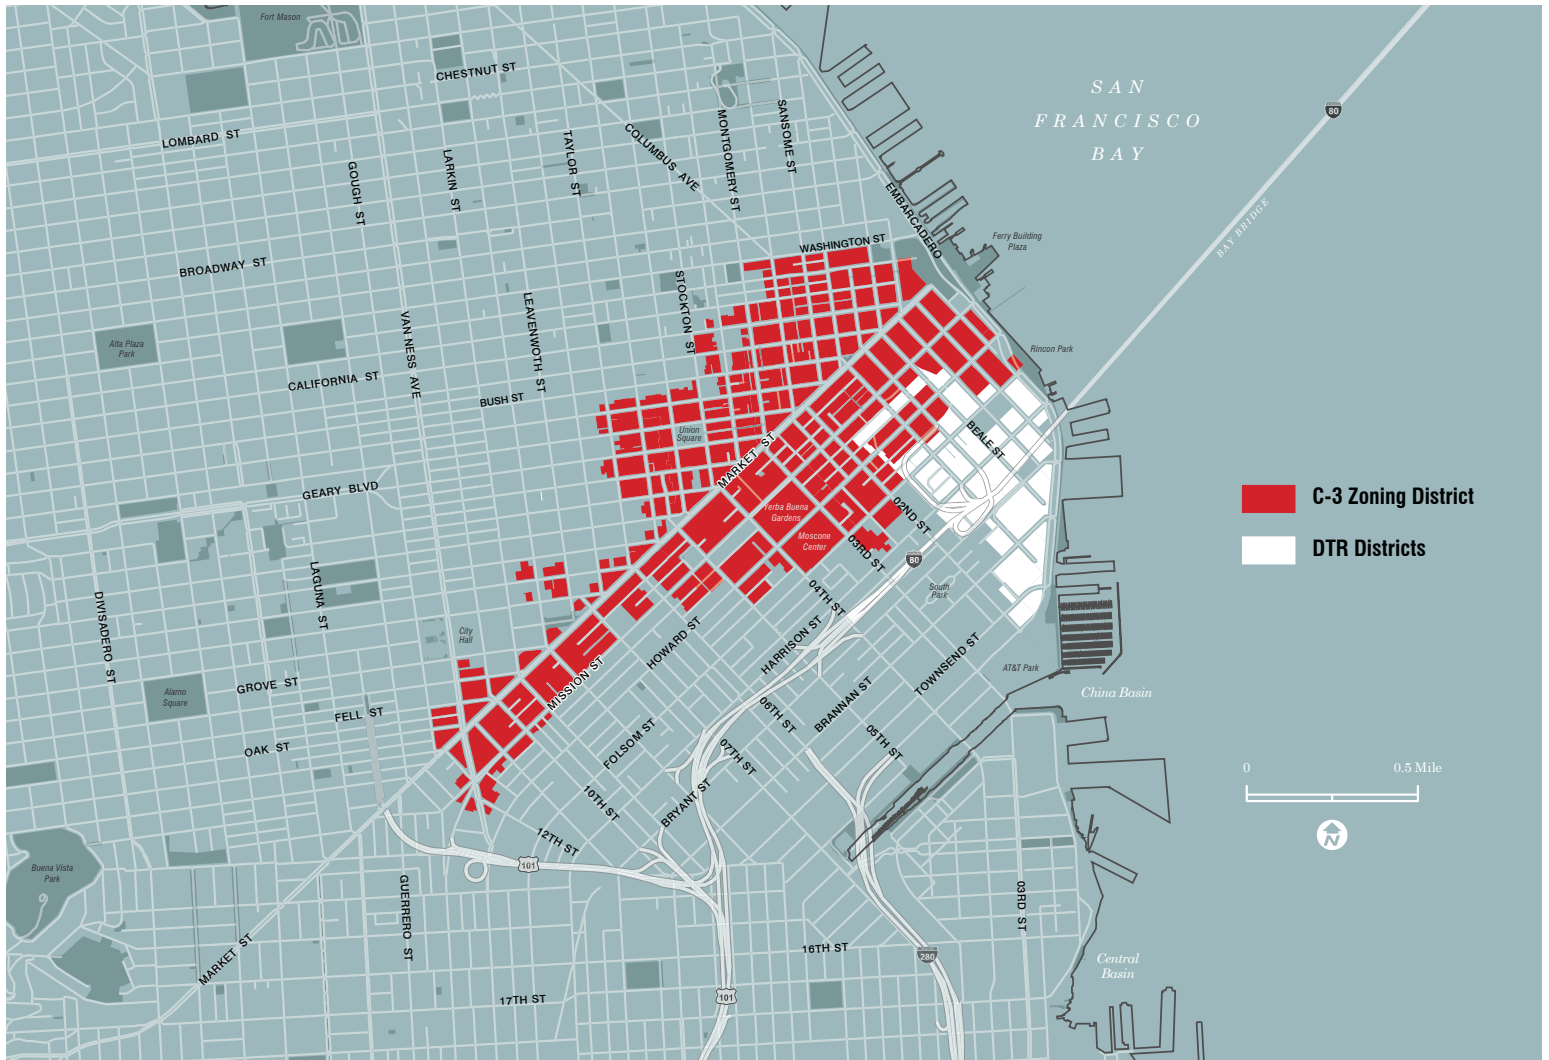 Fort Mason
CHESTNUT ST
LOMBARD ST
GOUGH ST
LARKIN ST
TAYLOR ST
COLUMBUS AVE
MONTGOMERY ST
SANSOME ST
EMBARCADERO
SAN
FRANCISCO
BAY
80
BAY BRIDGE
Ferry Building
Plaza
WASHINGTON ST
BROADWAY ST
STOCKTON ST
LEAVENWOTH ST
VAN NESS AVE
Alta Plaza
Park
CALIFORNIA ST
BUSH ST
Rincon Park
Union
Square
MARKET ST
BEALE ST
GEARY BLVD
Yerba Buena
Gardens
Moscone
Center
02ND ST
03RD ST
80
C-3 Zoning District
DTR Districts
LAGUNA ST
DIVISADERO ST
City
Hall
04TH ST
South
Park
HOWARD ST
HARRISON ST
TOWNSEND ST
AT&T Park
China Basin
Alamo
Square
GROVE ST
FELL ST
OAK ST
MISSION ST
FOLSOM ST
06TH ST
BRANNAN ST
05TH ST
07TH ST
10TH ST
BRYANT ST
12TH ST
101
0
0.5 Mile
N
Buena Vista
Park
GUERRERO ST
03RD ST
MARKET ST
16TH ST
280
Central
Basin
17TH ST
101